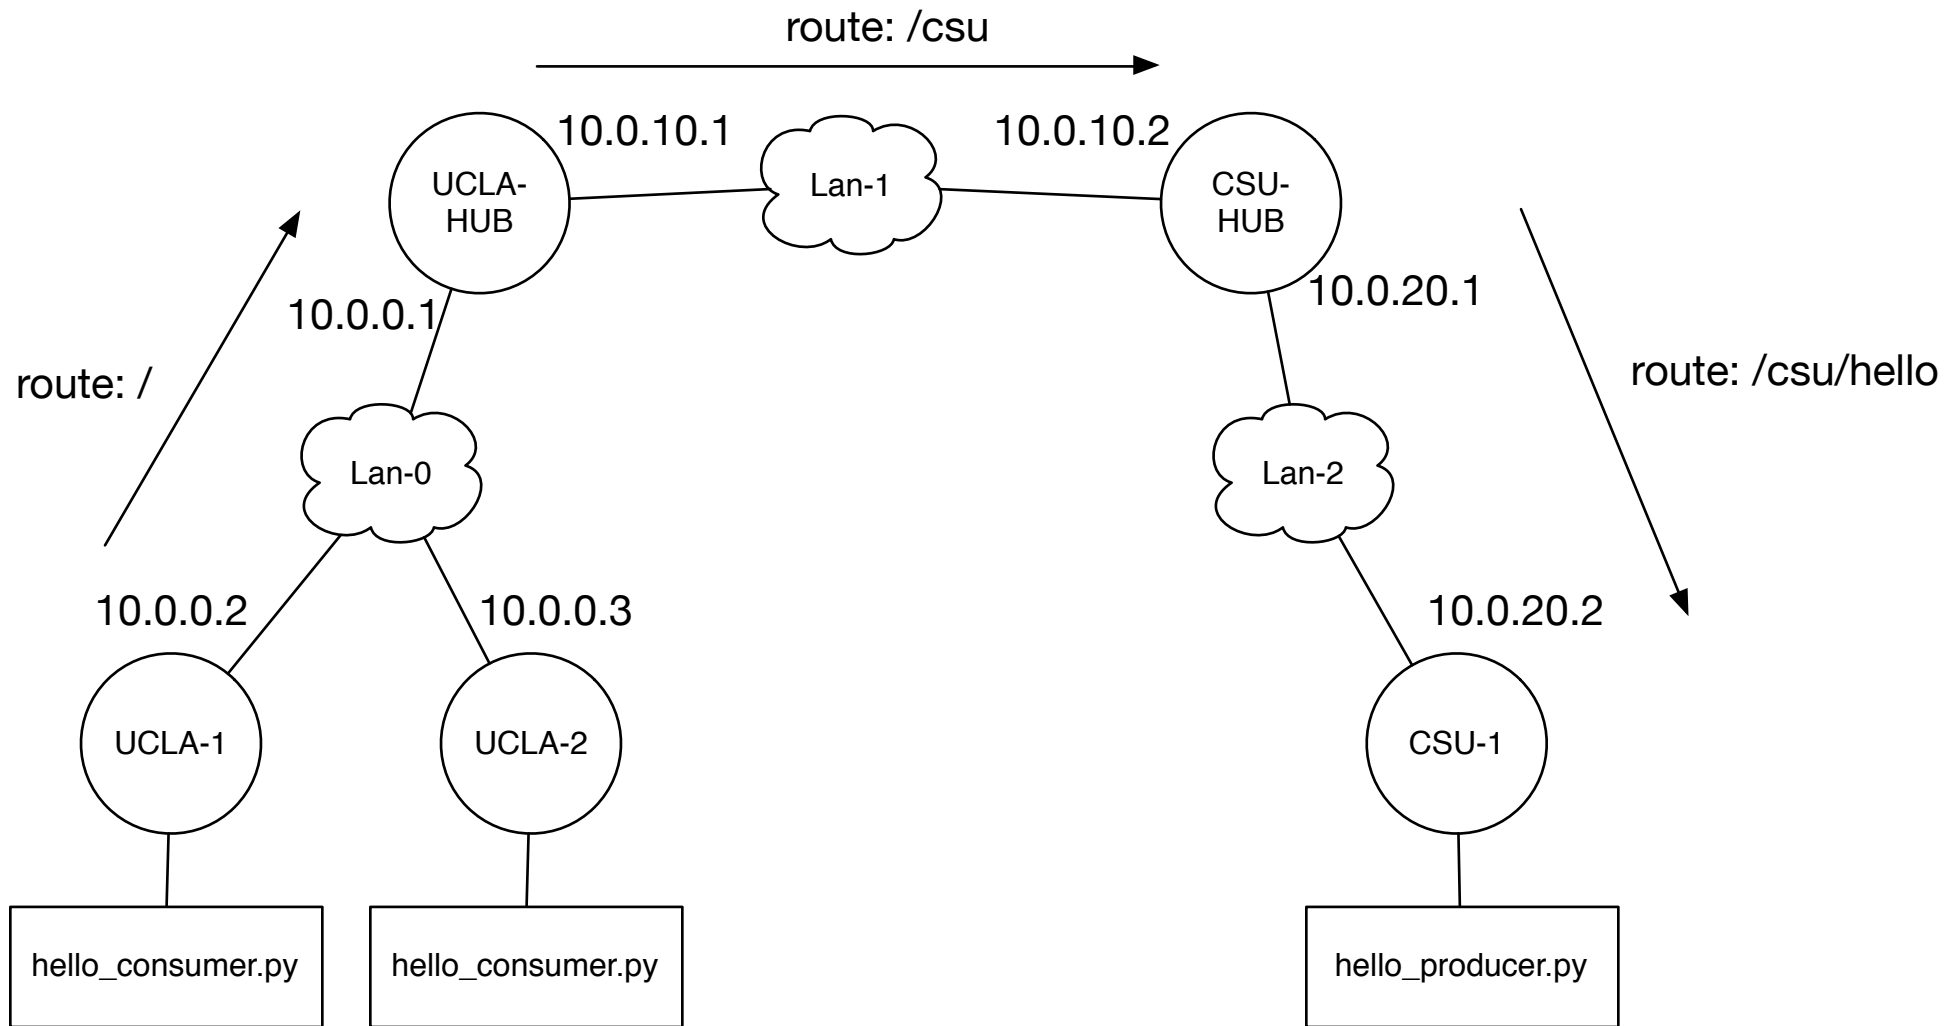 route: /csu
10.0.10.1
10.0.10.2
UCLA-
HUB
Lan-1
CSU-
HUB
10.0.0.1
10.0.20.1
route: /
route: /csu/hello
Lan-0
Lan-2
10.0.0.2
10.0.0.3
10.0.20.2
UCLA-1
UCLA-2
CSU-1
hello_consumer.py
hello_consumer.py
hello_producer.py